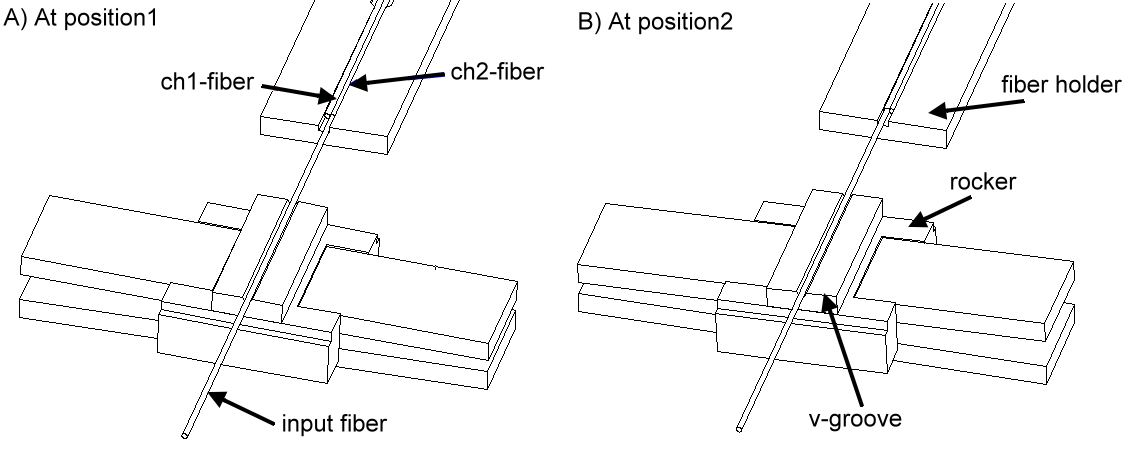 A) At position1
B) At position2
ch1-fiber
ch2-fiber
fiber holder
rocker
input fiber
v-groove